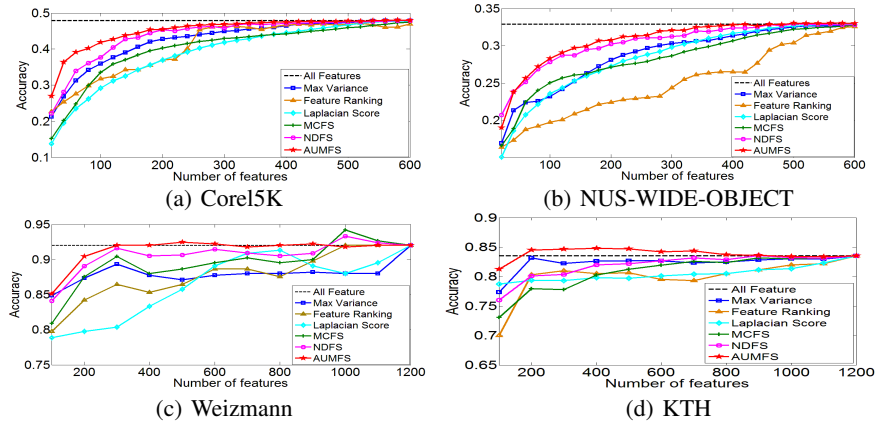 0.5
0.4
0.3
0.2
0.1
Accuracy
All Features
Max Variance
Feature Ranking
Laplacian Score
MCFS
NDFS
AUMFS
100 200 300 400 500 600
Number of features
(a) Corel5K
0.35
0.3
0.25
0.2
Accuracy
All Features
Max Variance
Feature Ranking
Laplacian Score
MCFS
NDFS
AUMFS
100 200 300 400 500 600
Number of features
(b) NUS-WIDE-OBJECT
0.95
0.9
0.85
0.8
0.75
Accuracy
All Feature
Max Variance
Feature Ranking
Laplacian Score
MCFS
NDFS
AUMFS
200 400 600 800 1000 1200
Number of features
(c) Weizmann
0.9
0.85
0.8
0.75
0.7
0.65
Accuracy
All Feature
Max Variance
Feature Ranking
Laplacian Score
MCFS
NDFS
AUMFS
200 400 600 800 1000 1200
Number of features
(d) KTH